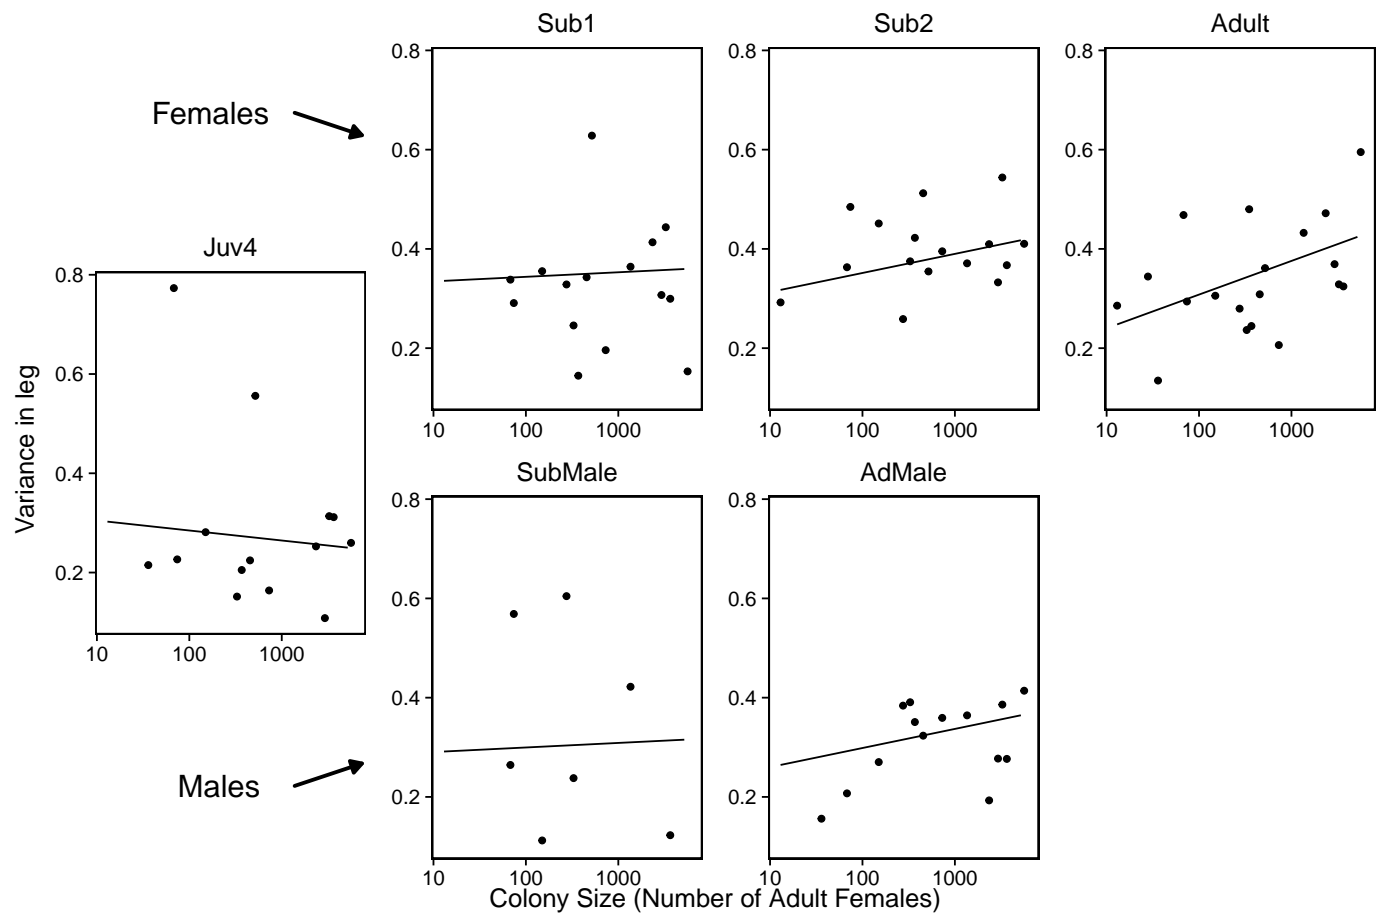 Sub1 Sub2 Adult
0.8 0.8 0.8
Females
0.6 0.6 0.6
Juv4
0.4 0.4 0.4
0.8
0.2 0.2 0.2
0.6
10 100 1000 10 100 1000 10 100 1000
Variance in leg
SubMale AdMale
0.4
0.8 0.8
0.2
0.6 0.6
10 100 1000
0.4 0.4
Males
0.2 0.2
10 100 1000 10 100 1000
Colony Size (Number of Adult Females)